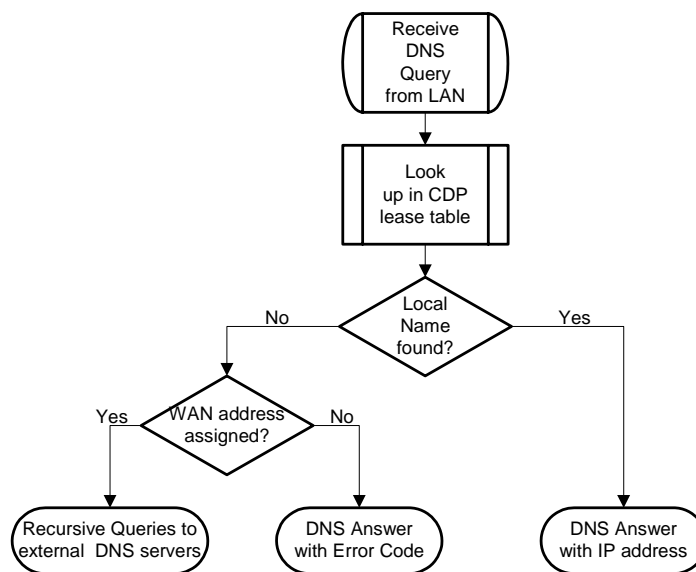 Receive
DNS
Query
from LAN
Look
up in CDP
lease table
Local
Name
found?
No
Yes
WAN address
assigned?
Yes
No
Recursive Queries to
external DNS servers
DNS Answer
with Error Code
DNS Answer
with IP address